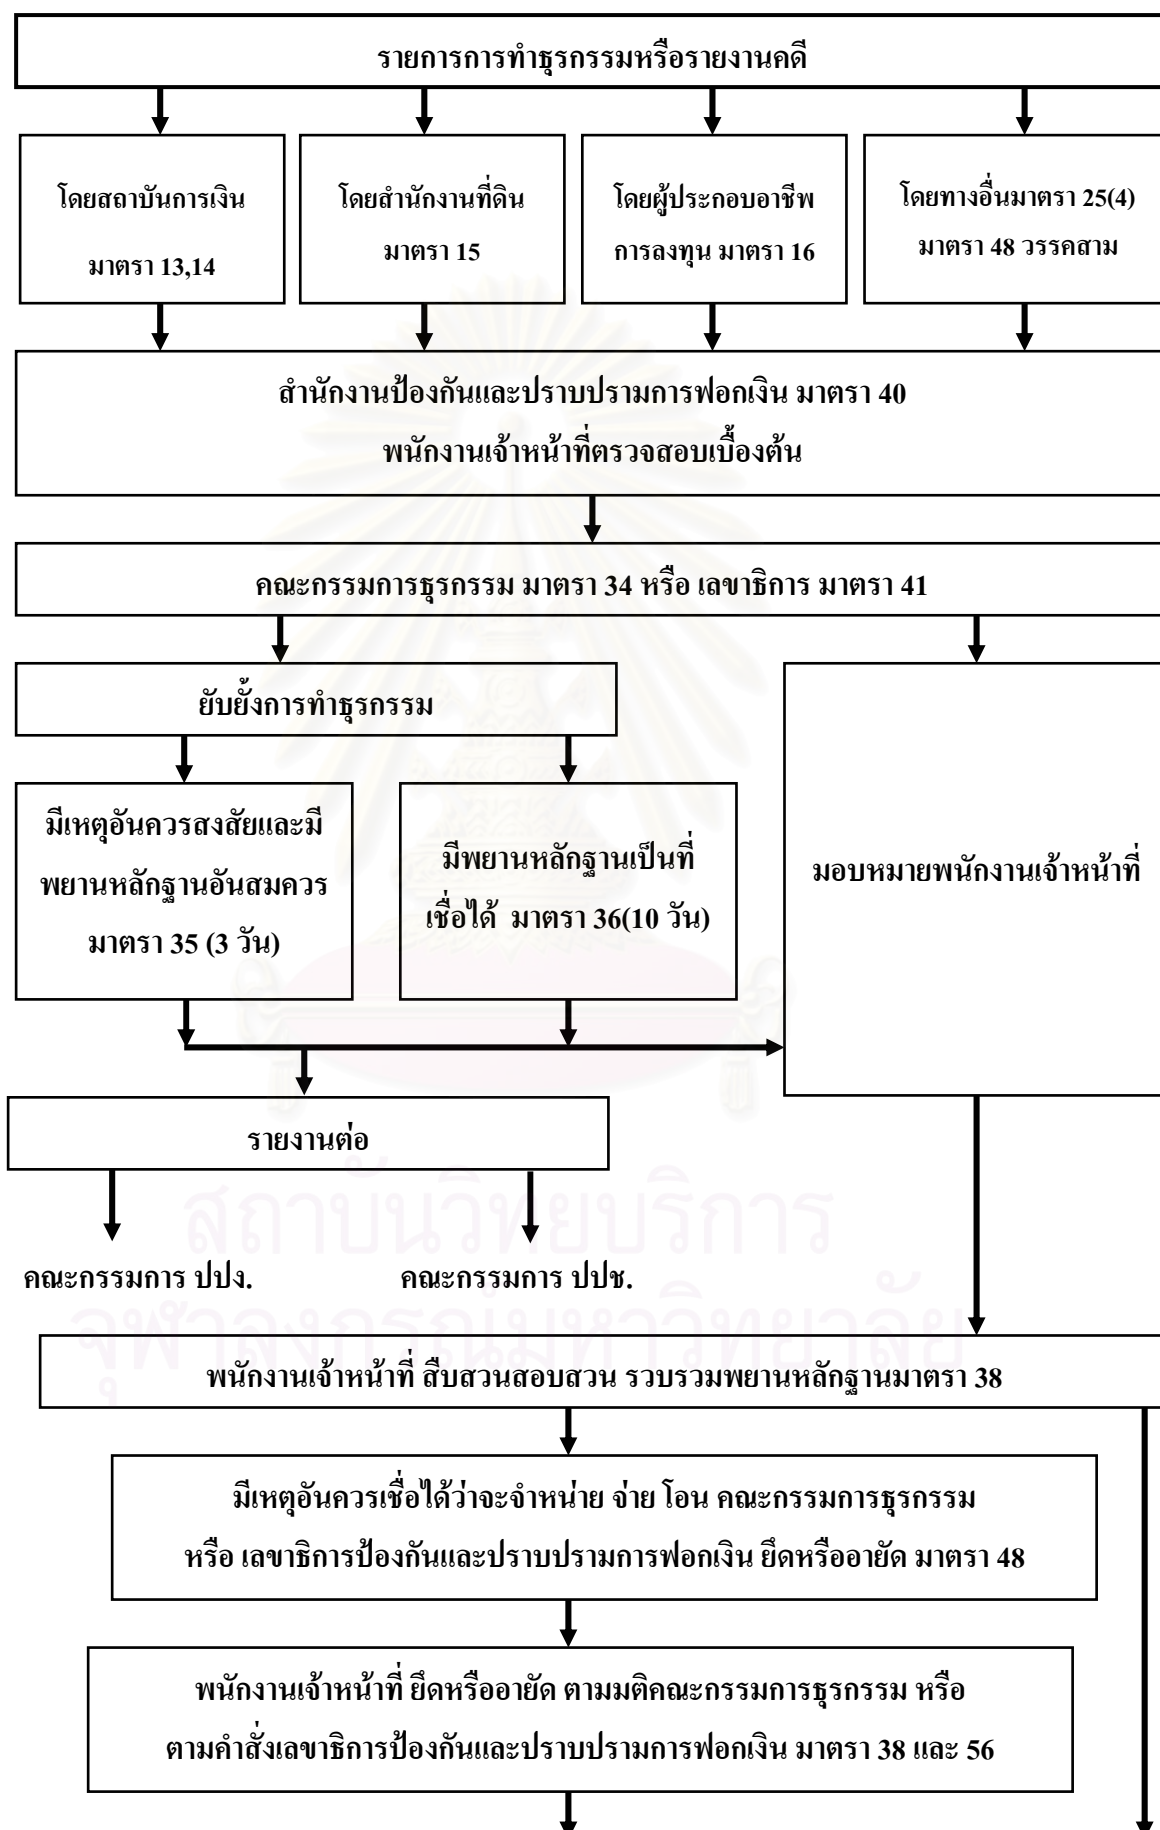 รายการการทำธุรกรรมหรือรายงานคดี
โดยสถาบันการเงิน
มาตรา 13,14
โดยสำนักงานที่ดิน
มาตรา 15
โดยผู้ประกอบอาชีพ
การลงทุน มาตรา 16
โดยทางอื่นมาตรา 25(4)
มาตรา 48 วรรคสาม
สำนักงานป้องกันและปราบปรามการฟอกเงิน มาตรา 40
พนักงานเจ้าหน้าที่ตรวจสอบเบื้องต้น
คณะกรรมการธุรกรรม มาตรา 34 หรือ เลขาธิการ มาตรา 41
ยับยั้งการทำธุรกรรม
มีเหตุอันควรสงสัยและมี
พยานหลักฐานอันสมควร
มาตรา 35 (3 วัน)
มีพยานหลักฐานเป็นที่
เชื่อได้ มาตรา 36(10 วัน)
มอบหมายพนักงานเจ้าหน้าที่
รายงานต่อ
คณะกรรมการ ปปง.
คณะกรรมการ ปปช.
สถาบันวิทยบริการ
จุฬาลงกรณ์มหาวิทยาลัย
พนักงานเจ้าหน้าที่ สืบสวนสอบสวน รวบรวมพยานหลักฐานมาตรา 38
มีเหตุอันควรเชื่อได้ว่าจะจำหน่าย จ่าย โอน คณะกรรมการธุรกรรม
หรือ เลขาธิการป้องกันและปราบปรามการฟอกเงิน ยึดหรืออายัด มาตรา 48
พนักงานเจ้าหน้าที่ ยึดหรืออายัด ตามมติคณะกรรมการธุรกรรม หรือ
ตามคำสั่งเลขาธิการป้องกันและปราบปรามการฟอกเงิน มาตรา 38 และ 56